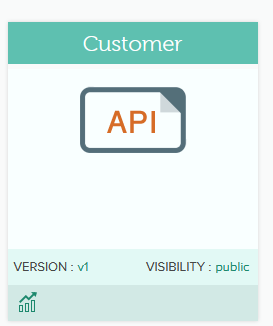 Customer
API
VERSION : v1 VISIBILITY : public